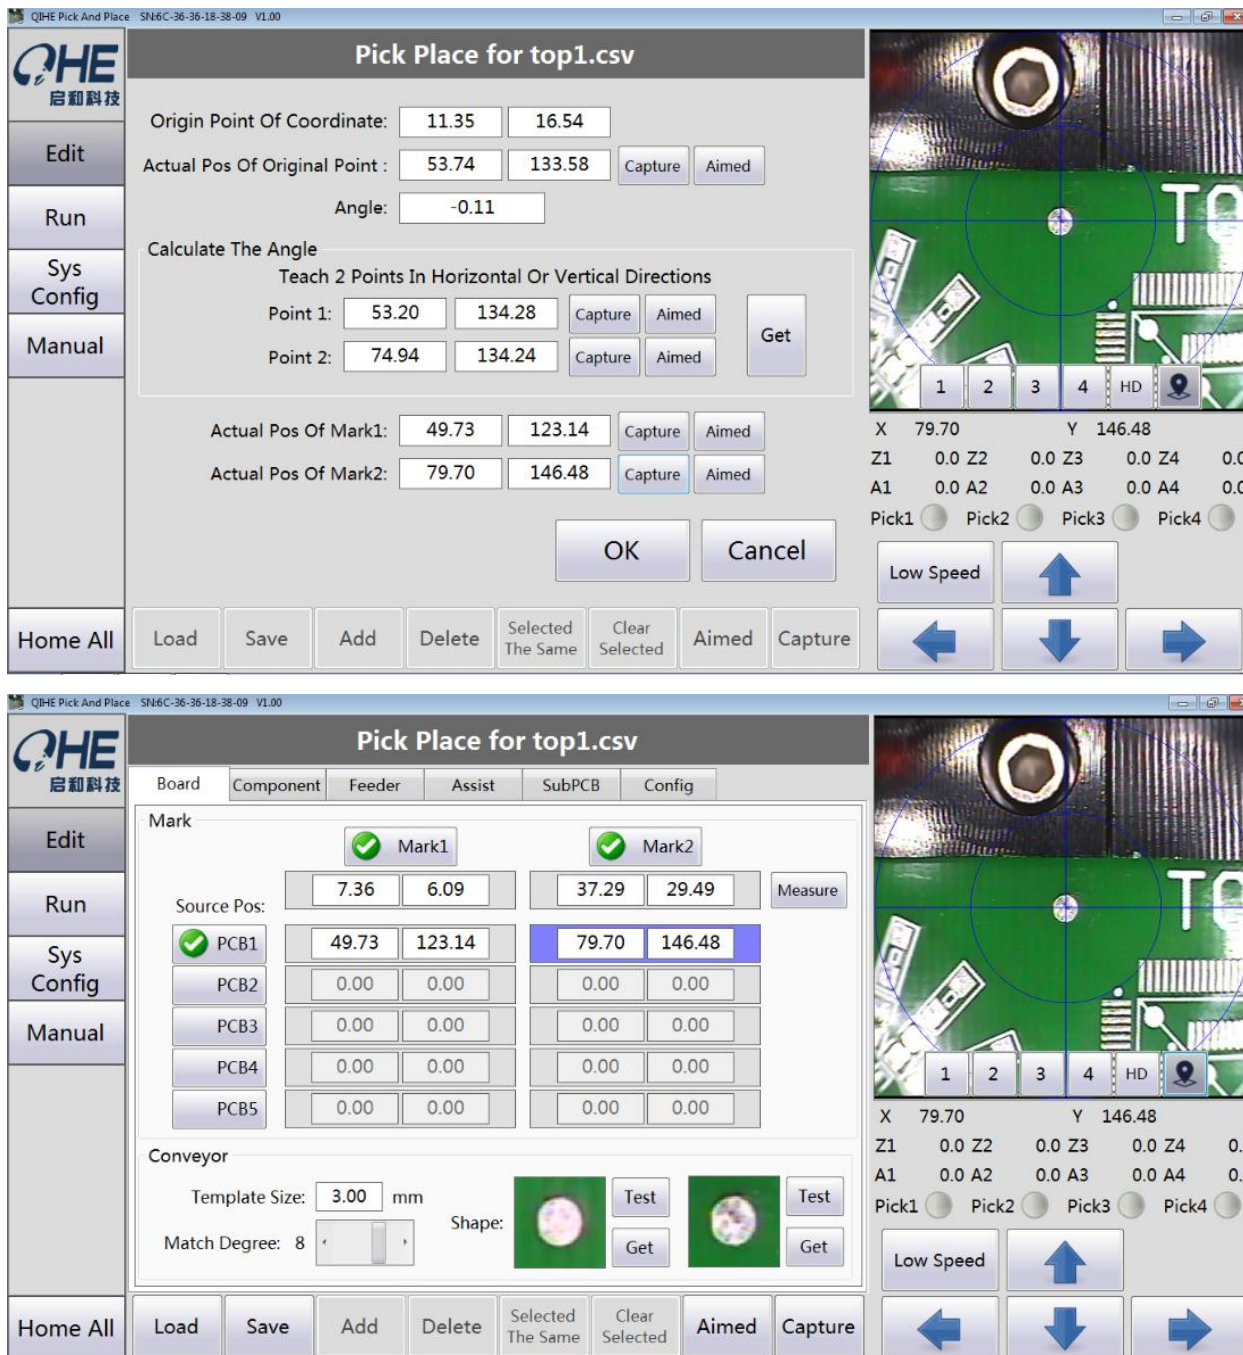 QIHE Pick And Place SN:6C-36-36-18-38-09 V1.00
QHE
启和科技
Pick Place for top1.csv
Edit
Run
Sys
Config
Manual
Home All
Origin Point Of Coordinate: 11.35 16.54
Actual Pos Of Original Point : 53.74 133.58 Capture Aimed
Angle: -0.11
Calculate The Angle
Teach 2 Points In Horizontal Or Vertical Directions
Point 1: 53.20 134.28 Capture Aimed
Get
Point 2: 74.94 134.24 Capture Aimed
Actual Pos Of Mark1: 49.73 123.14 Capture Aimed
Actual Pos Of Mark2: 79.70 146.48 Capture Aimed
OK Cancel
Load Save Add Delete Selected The Same Clear Selected Aimed Capture
1 2 3 4 HD
X 79.70 Y 146.48
Z1 0.0 Z2 0.0 Z3 0.0 Z4 0.0
A1 0.0 A2 0.0 A3 0.0 A4 0.0
Pick1 Pick2 Pick3 Pick4
Low Speed
QIHE Pick And Place SN:6C-36-36-18-38-09 V1.00
QHE
启和科技
Pick Place for top1.csv
Edit
Run
Sys
Config
Manual
Home All
Board Component Feeder Assist SubPCB Config
Mark
Mark1 Mark2
Source Pos: 7.36 6.09 37.29 29.49 Measure
PCB1 49.73 123.14 79.70 146.48
PCB2 0.00 0.00 0.00 0.00
PCB3 0.00 0.00 0.00 0.00
PCB4 0.00 0.00 0.00 0.00
PCB5 0.00 0.00 0.00 0.00
Conveyor
Template Size: 3.00 mm
Match Degree: 8
Shape: Test Get Test Get
Load Save Add Delete Selected The Same Clear Selected Aimed Capture
1 2 3 4 HD
X 79.70 Y 146.48
Z1 0.0 Z2 0.0 Z3 0.0 Z4
A1 0.0 A2 0.0 A3 0.0 A4
Pick1 Pick2 Pick3 Pick4
Low Speed